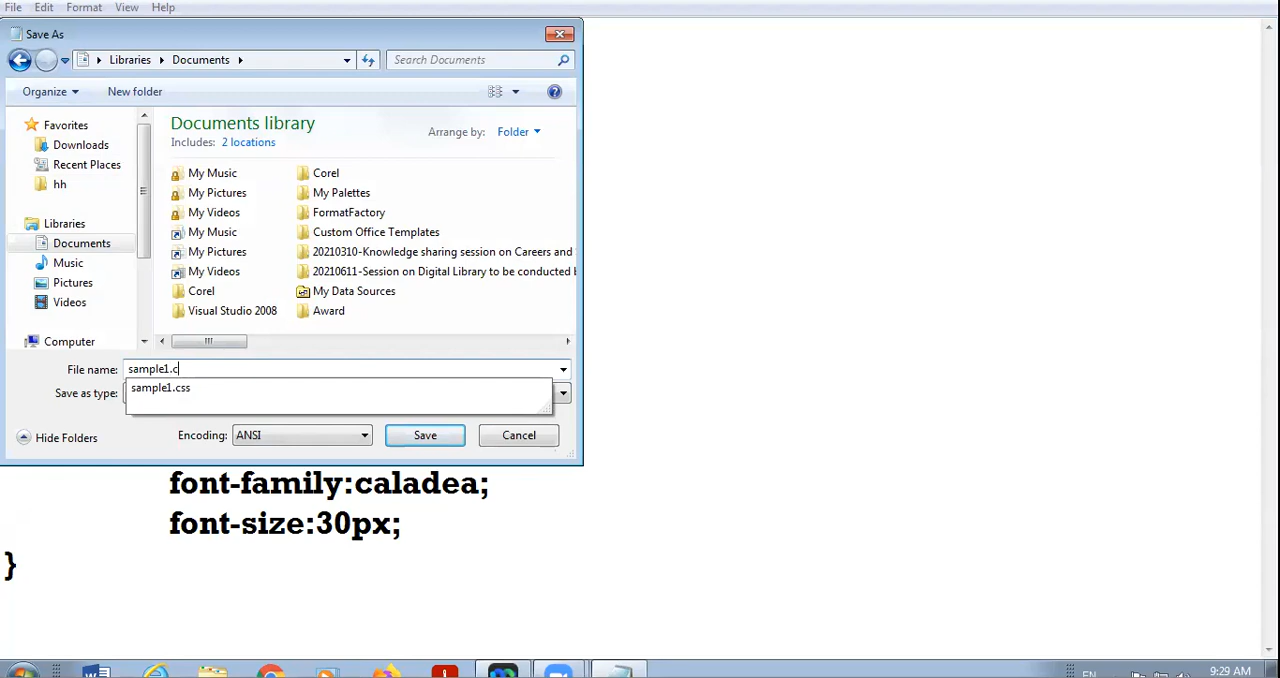 File Edit Format View Help
Save As
Libraries Documents
Search Documents
Organize New folder
Documents library
Includes: 2 locations
Arrange by: Folder
Favorites
Downloads
Recent Places
hh
Libraries
Documents
Music
Pictures
Videos
Computer
My Music
My Pictures
My Videos
My Music
My Pictures
My Videos
Corel
Visual Studio 2008
Corel
My Palettes
FormatFactory
Custom Office Templates
20210310-Knowledge sharing session on Careers and
20210611-Session on Digital Library to be conducted
My Data Sources
Award
File name: sample1.c
sample1.css
Save as type:
Hide Folders
Encoding: ANSI
Save
Cancel
font-family:caladea;
font-size:30px;
}
EN
9:29 AM